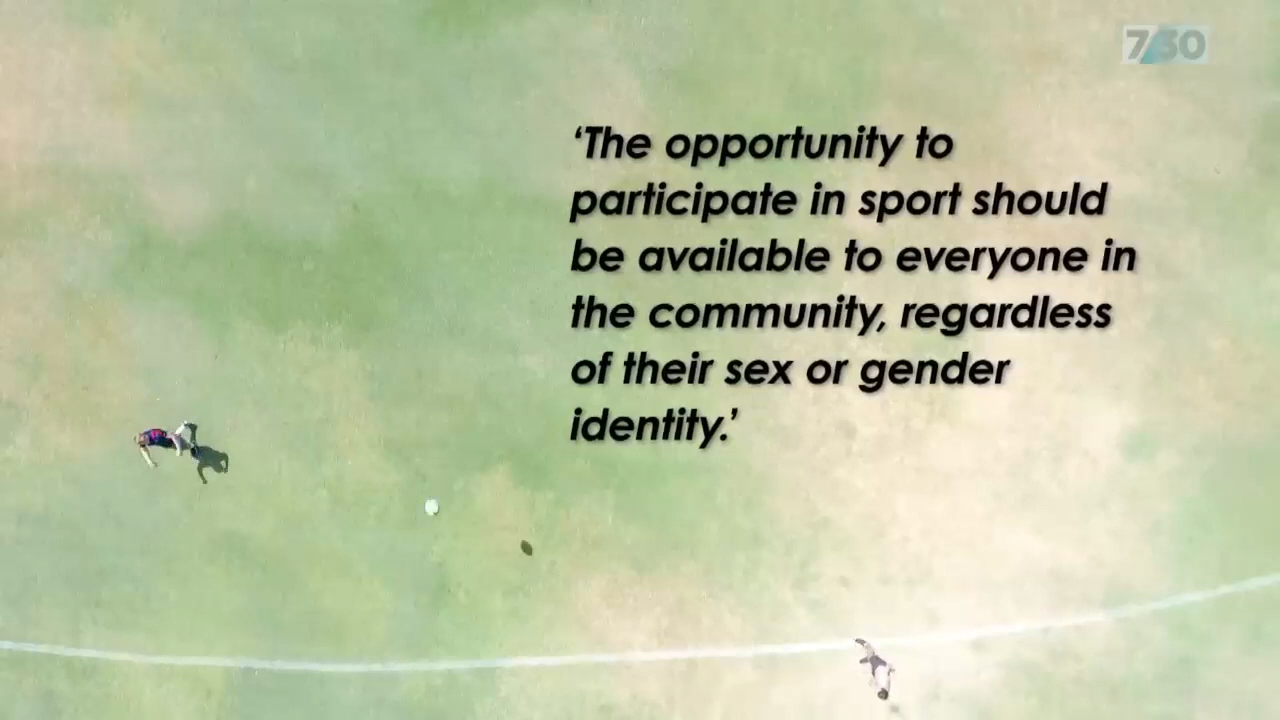 7/30
‘The opportunity to
participate in sport should
be available to everyone in
the community, regardless
of their sex or gender
identity.’